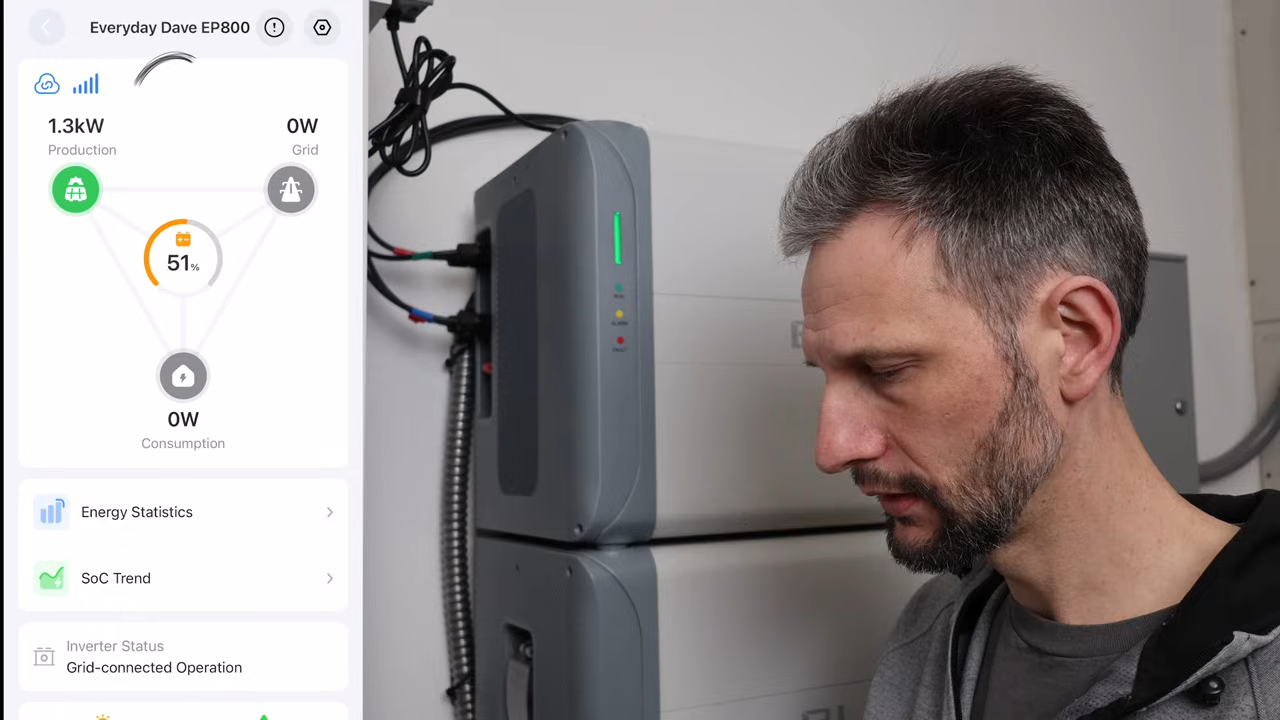 Everyday Dave EP800
1.3kW
0W
Production
Grid
51%
0W
Consumption
Energy Statistics
SoC Trend
Inverter Status
Grid-connected Operation